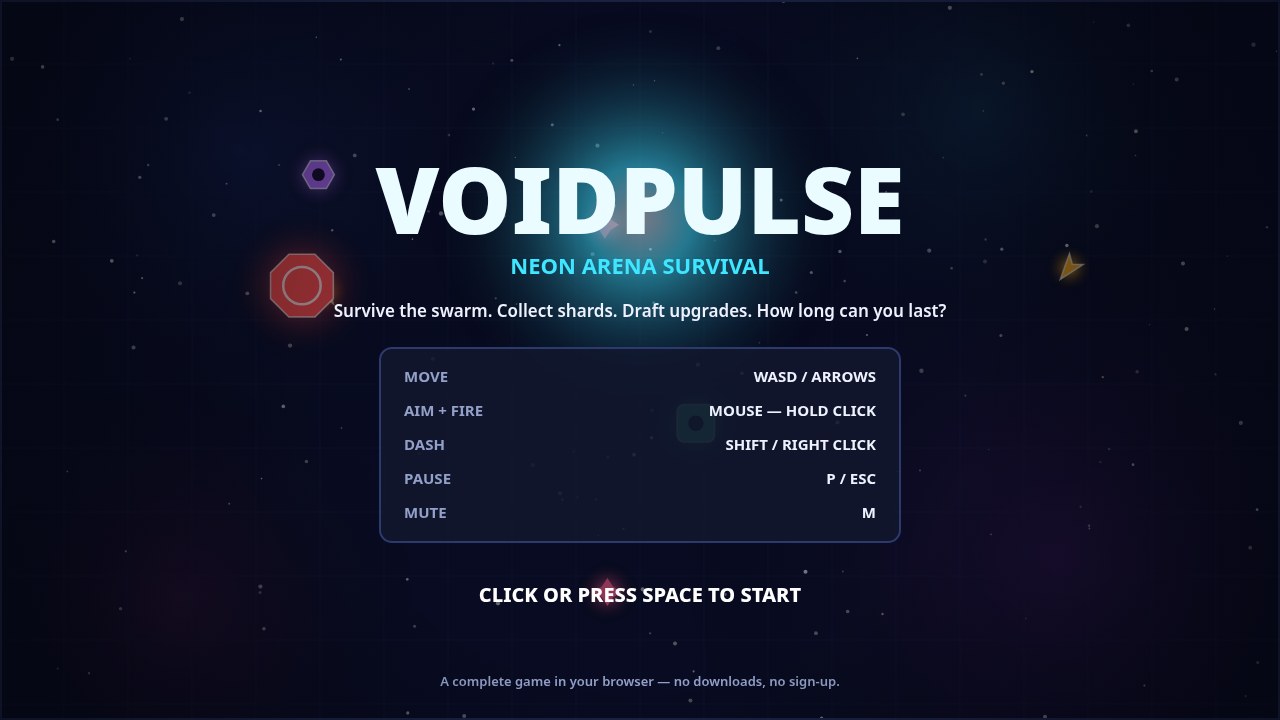 VOIDPULSE
NEON ARENA SURVIVAL
Survive the swarm. Collect shards. Draft upgrades. How long can you last?
MOVE WASD / ARROWS
AIM + FIRE MOUSE — HOLD CLICK
DASH SHIFT / RIGHT CLICK
PAUSE P / ESC
MUTE M
CLICK OR PRESS SPACE TO START
A complete game in your browser — no downloads, no sign-up.